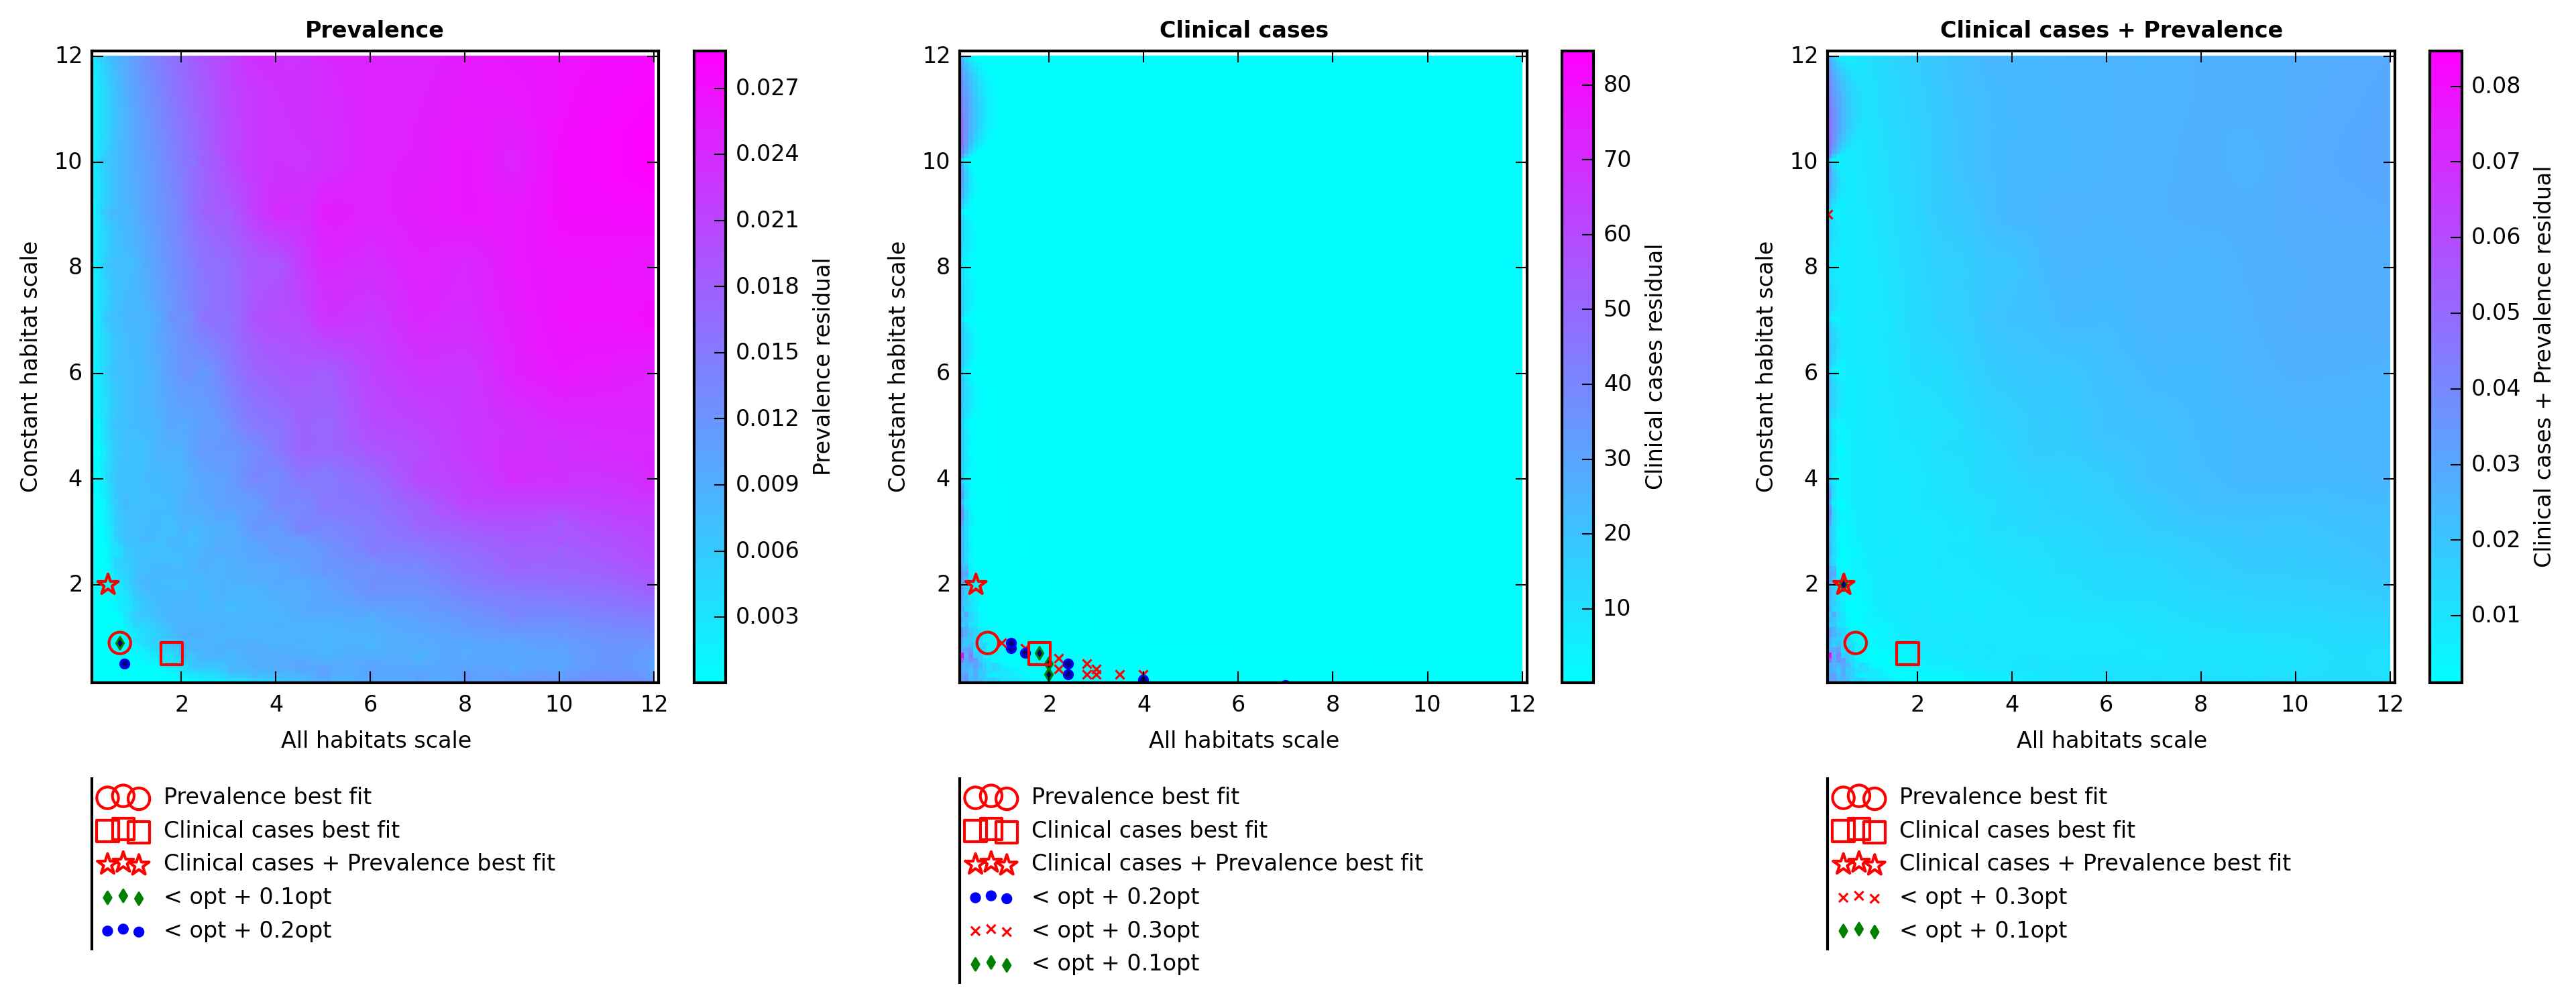 Prevalence
12
10
8
6
4
2
2 4 6 8 10 12
Constant habitat scale
All habitats scale
0.027
0.024
0.021
0.018
0.015
0.012
0.009
0.006
0.003
Prevalence residual
Prevalence best fit
Clinical cases best fit
Clinical cases + Prevalence best fit
< opt + 0.1opt
< opt + 0.2opt
Clinical cases
12
10
8
6
4
2
2 4 6 8 10 12
Constant habitat scale
All habitats scale
80
70
60
50
40
30
20
10
Clinical cases residual
Prevalence best fit
Clinical cases best fit
Clinical cases + Prevalence best fit
< opt + 0.2opt
< opt + 0.3opt
< opt + 0.1opt
Clinical cases + Prevalence
12
10
8
6
4
2
2 4 6 8 10 12
Constant habitat scale
All habitats scale
0.08
0.07
0.06
0.05
0.04
0.03
0.02
0.01
Clinical cases + Prevalence residual
Prevalence best fit
Clinical cases best fit
Clinical cases + Prevalence best fit
< opt + 0.3opt
< opt + 0.1opt